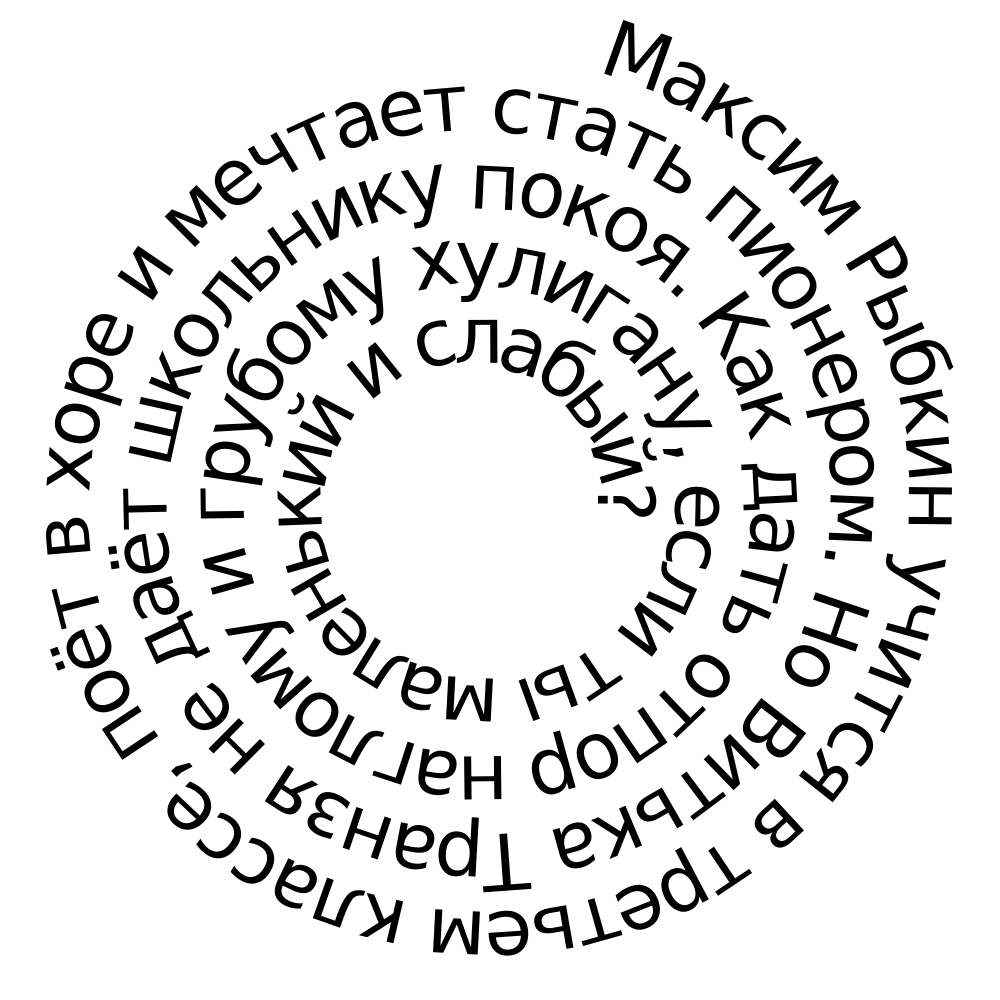 Максим Рыбкин учится в третьем классе, поёт в хоре и мечтает стать пионером. Но Витька Транзя не даёт школьнику покоя. Как дать отпор наглому и грубому хулигану, если ты маленький и слабый?